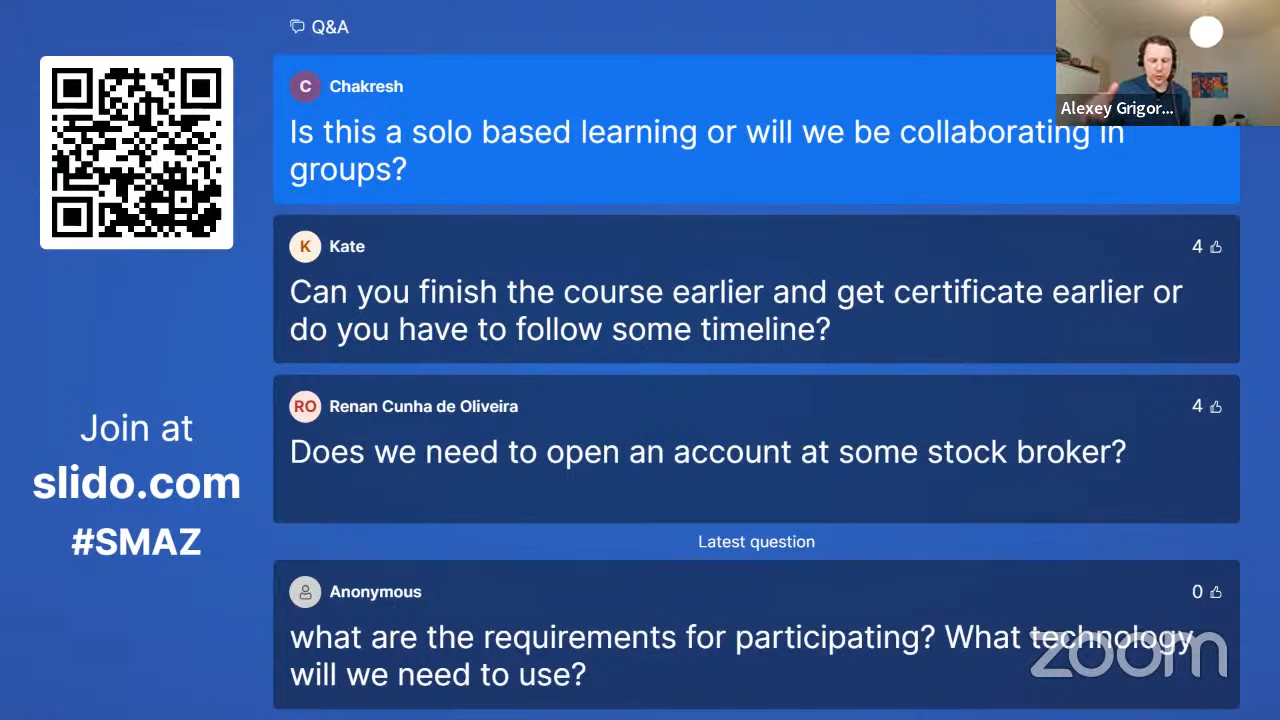 Q&A
C Chakresh
Is this a solo based learning or will we be collaborating in
groups?
Alexey Grigor...
K Kate
4
Can you finish the course earlier and get certificate earlier or
do you have to follow some timeline?
RO Renan Cunha de Oliveira
4
Does we need to open an account at some stock broker?
Join at
slido.com
#SMAZ
Latest question
Anonymous
0
what are the requirements for participating? What technology
will we need to use?
zoom